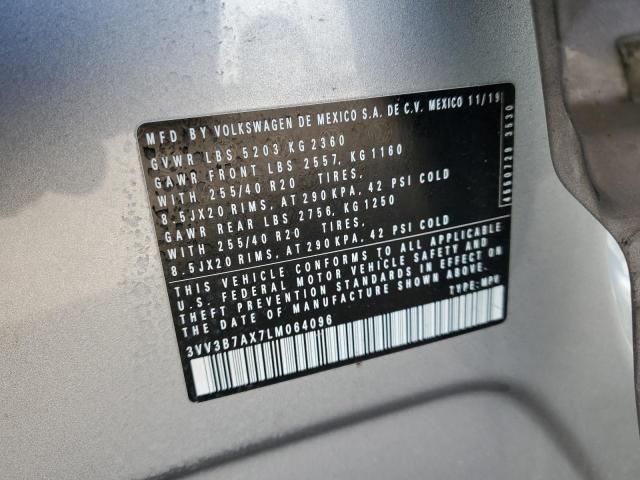 MFD BY VOLKSWAGEN DE MEXICO S.A. DE C.V. MEXICO 11/19
GVWR LBS 5203 KG 2360
GAWR FRONT LBS 2557, KG1160
WITH 255/40 R20 TIRES,
8.5JX20 RIMS, AT 290 KPA, 42 PSI COLD
GAWR REAR LBS 2756, KG1250
WITH 255/40 R20 TIRES,
8.5JX20 RIMS, AT 290 KPA, 42 PSI COLD
THIS VEHICLE CONFORMS TO ALL APPLICABLE
U.S. FEDERAL MOTOR VEHICLE SAFETY AND
THEFT PREVENTION STANDARDS IN EFFECT ON
THE DATE OF MANUFACTURE SHOWN ABOVE.
TYPE: MPV
3VV3B7AX7LM064096
3530